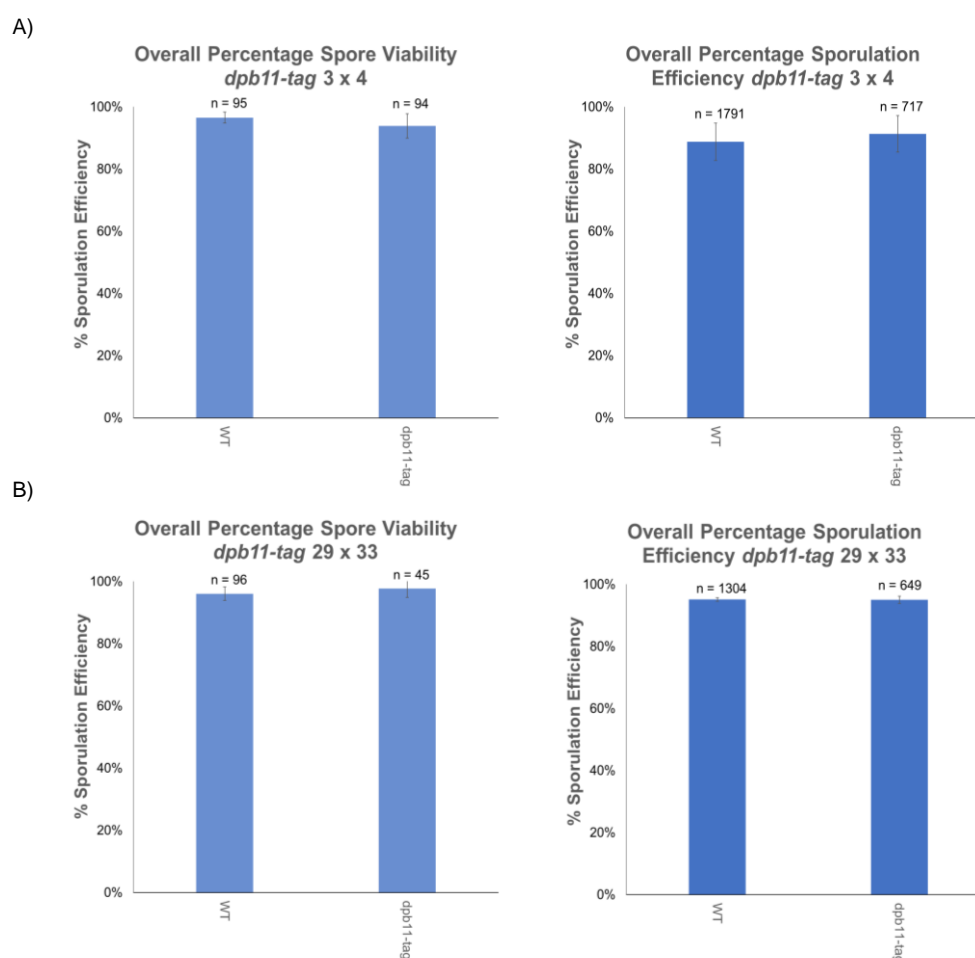 A)
Overall Percentage Spore Viability
dpb11-tag 3 x 4
n = 95
n = 94
100%
80%
60%
40%
20%
0%
% Sporulation Efficiency
WT
dpb11-tag
Overall Percentage Sporulation
Efficiency dpb11-tag 3 x 4
n = 1791
n = 717
100%
80%
60%
40%
20%
0%
% Sporulation Efficiency
WT
dpb11-tag
B)
Overall Percentage Spore Viability
dpb11-tag 29 x 33
n = 96
n = 45
100%
80%
60%
40%
20%
0%
% Sporulation Efficiency
WT
dpb11-tag
Overall Percentage Sporulation
Efficiency dpb11-tag 29 x 33
n = 1304
n = 649
100%
80%
60%
40%
20%
0%
% Sporulation Efficiency
WT
dpb11-tag